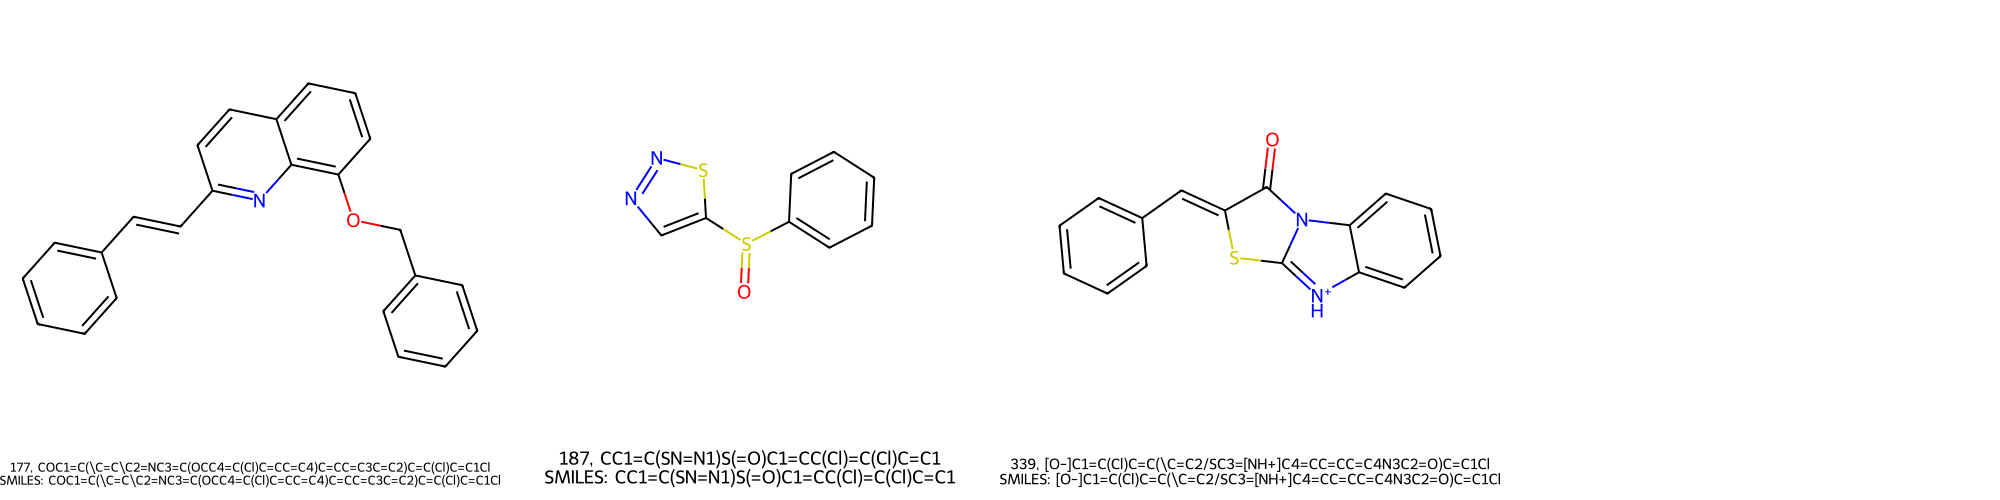 N
O
N
N
S
S
O
O
N
S
N+
H
177, COC1=C(\C=C\C2=NC3=C(OCC4=C(Cl)C=CC=C4)C=CC=C3C=C2)C=C(Cl)C=C1Cl
SMILES: COC1=C(\C=C\C2=NC3=C(OCC4=C(Cl)C=CC=C4)C=CC=C3C=C2)C=C(Cl)C=C1Cl
187, CC1=C(SN=N1)S(=O)C1=CC(Cl)=C(Cl)C=C1
SMILES: CC1=C(SN=N1)S(=O)C1=CC(Cl)=C(Cl)C=C1
339, [O-]C1=C(Cl)C=C(\C=C2/SC3=[NH+]C4=CC=CC=C4N3C2=O)C=C1Cl
SMILES: [O-]C1=C(Cl)C=C(\C=C2/SC3=[NH+]C4=CC=CC=C4N3C2=O)C=C1Cl